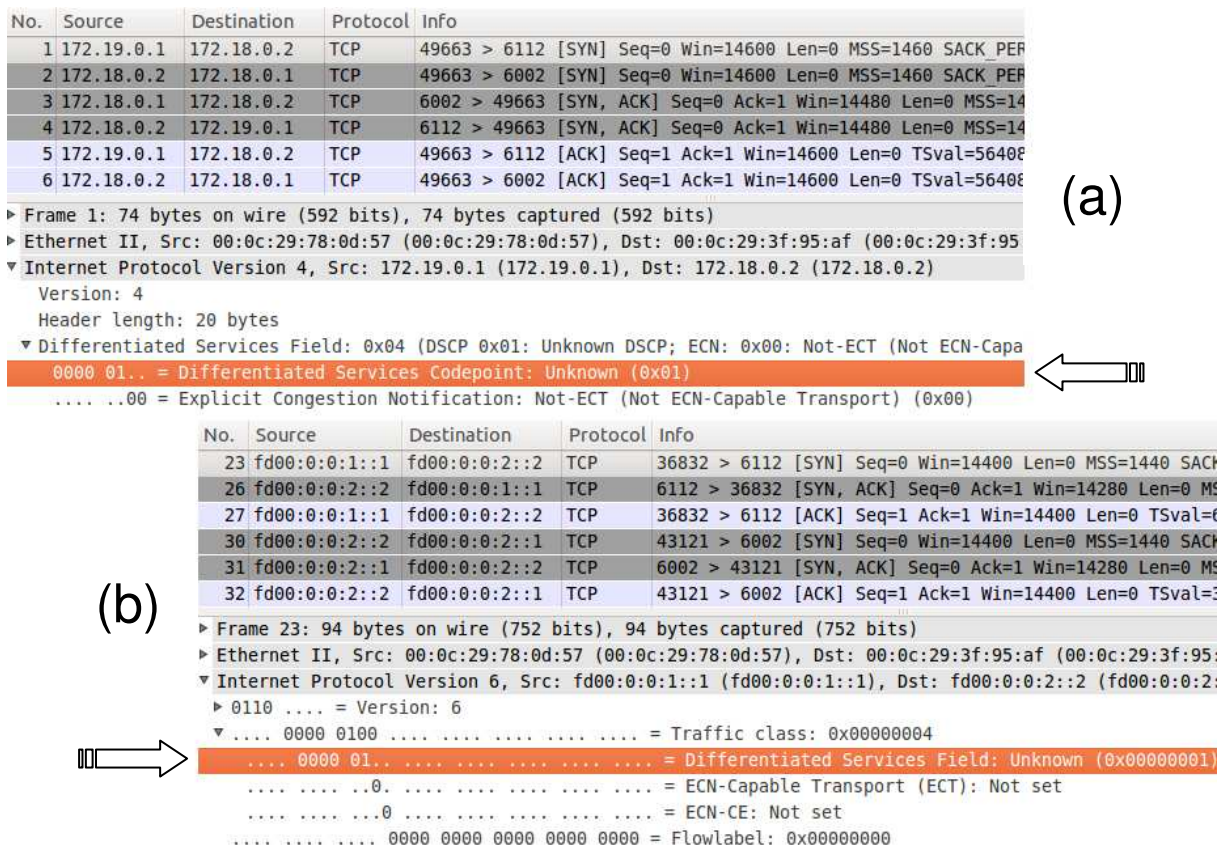 No. Source Destination Protocol Info
1 172.19.0.1 172.18.0.2 TCP 49663 > 6112 [SYN] Seq=0 Win=14600 Len=0 MSS=1460 SACK_PER
2 172.18.0.2 172.18.0.1 TCP 49663 > 6002 [SYN] Seq=0 Win=14600 Len=0 MSS=1460 SACK_PER
3 172.18.0.1 172.18.0.2 TCP 6002 > 49663 [SYN, ACK] Seq=0 Ack=1 Win=14480 Len=0 MSS=14
4 172.18.0.2 172.19.0.1 TCP 6112 > 49663 [SYN, ACK] Seq=0 Ack=1 Win=14480 Len=0 MSS=14
5 172.19.0.1 172.18.0.2 TCP 49663 > 6112 [ACK] Seq=1 Ack=1 Win=14600 Len=0 TSval=56408
6 172.18.0.2 172.18.0.1 TCP 49663 > 6002 [ACK] Seq=1 Ack=1 Win=14600 Len=0 TSval=56408
(a)
Frame 1: 74 bytes on wire (592 bits), 74 bytes captured (592 bits)
Ethernet II, Src: 00:0c:29:78:0d:57 (00:0c:29:78:0d:57), Dst: 00:0c:29:3f:95:af (00:0c:29:3f:95
Internet Protocol Version 4, Src: 172.19.0.1 (172.19.0.1), Dst: 172.18.0.2 (172.18.0.2)
Version: 4
Header length: 20 bytes
Differentiated Services Field: 0x04 (DSCP 0x01: Unknown DSCP; ECN: 0x00: Not-ECT (Not ECN-Capa
0000 01.. = Differentiated Services Codepoint: Unknown (0x01)
.... ..00 = Explicit Congestion Notification: Not-ECT (Not ECN-Capable Transport) (0x00)
No. Source Destination Protocol Info
23 fd00:0:0:1::1 fd00:0:0:2::2 TCP 36832 > 6112 [SYN] Seq=0 Win=14400 Len=0 MSS=1440 SACK
26 fd00:0:0:2::2 fd00:0:0:1::1 TCP 6112 > 36832 [SYN, ACK] Seq=0 Ack=1 Win=14280 Len=0 MS
27 fd00:0:0:1::1 fd00:0:0:2::2 TCP 36832 > 6112 [ACK] Seq=1 Ack=1 Win=14400 Len=0 TSval=6
30 fd00:0:0:2::2 fd00:0:0:2::1 TCP 43121 > 6002 [SYN] Seq=0 Win=14400 Len=0 MSS=1440 SACK
31 fd00:0:0:2::1 fd00:0:0:2::2 TCP 6002 > 43121 [SYN, ACK] Seq=0 Ack=1 Win=14280 Len=0 MS
32 fd00:0:0:2::2 fd00:0:0:2::1 TCP 43121 > 6002 [ACK] Seq=1 Ack=1 Win=14400 Len=0 TSval=3
(b)
Frame 23: 94 bytes on wire (752 bits), 94 bytes captured (752 bits)
Ethernet II, Src: 00:0c:29:78:0d:57 (00:0c:29:78:0d:57), Dst: 00:0c:29:3f:95:af (00:0c:29:3f:95:
Internet Protocol Version 6, Src: fd00:0:0:1::1 (fd00:0:0:1::1), Dst: fd00:0:0:2::2 (fd00:0:0:2:
0110 .... = Version: 6
.... 0000 0100 .... .... .... .... .... = Traffic class: 0x00000004
.... 0000 01.. .... .... .... .... .... = Differentiated Services Field: Unknown (0x00000001)
.... .... ..0. .... .... .... .... .... = ECN-Capable Transport (ECT): Not set
.... .... ...0 .... .... .... .... .... = ECN-CE: Not set
.... .... .... 0000 0000 0000 0000 0000 = Flowlabel: 0x00000000